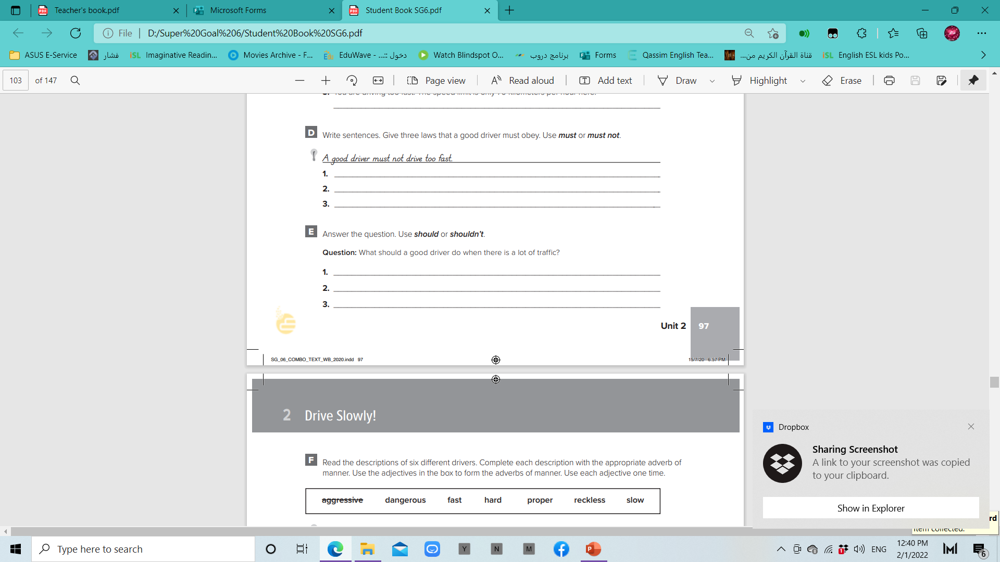 Teacher's book.pdf
Microsoft Forms
Student Book SG6.pdf
File
D:/Super%20Goal%206/Student%20Book%20SG6.pdf
ASUS E-Service
فشار
iSL Imaginative Readin...
Movies Archive - F...
EduWave - ...:: دخول
Watch Blindspot O...
برنامج دروب
Forms
Qassim English Tea...
قناة القرآن الكريم من...
iSL English ESL kids Po...
103 of 147
Page view
Read aloud
Add text
Draw
Highlight
Erase
D Write sentences. Give three laws that a good driver must obey. Use must or must not.
A good driver must not drive too fast.
1.
2.
3.
E Answer the question. Use should or shouldn't.
Question: What should a good driver do when there is a lot of traffic?
1.
2.
3.
Unit 2 97
SG_06_COMBO_TEXT_WB_2020.indd 97
15/7/20 6:57 PM
2 Drive Slowly!
F Read the descriptions of six different drivers. Complete each description with the appropriate adverb of
manner. Use the adjectives in the box to form the adverbs of manner. Use each adjective one time.
aggressive dangerous fast hard proper reckless slow
Dropbox
Sharing Screenshot
A link to your screenshot was copied
to your clipboard.
Show in Explorer
rd
Item collected.
Type here to search
Y
N
M
ENG
12:40 PM
2/1/2022
6